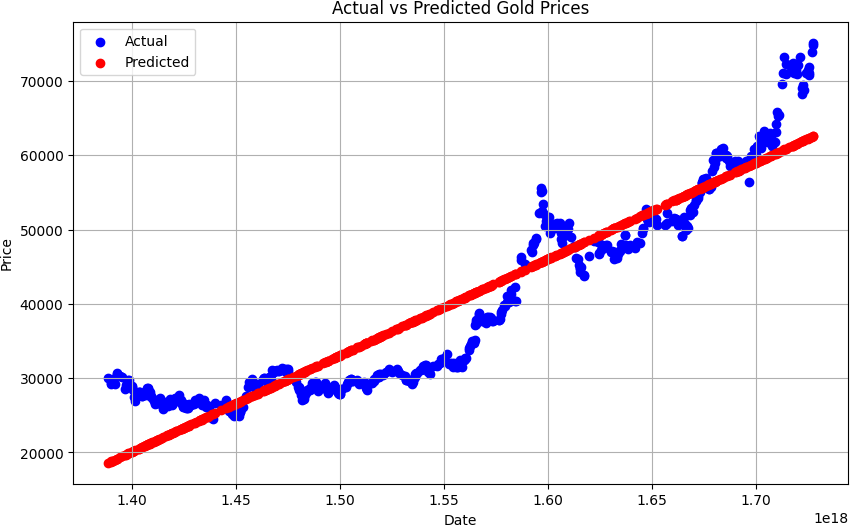 Actual vs Predicted Gold Prices
Actual
Predicted
Price
70000
60000
50000
40000
30000
20000
1.40 1.45 1.50 1.55 1.60 1.65 1.70
1e18
Date